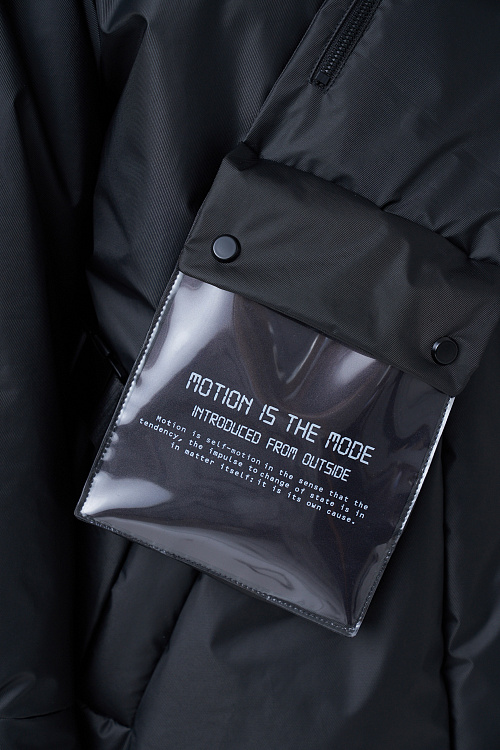 MOTION IS THE MODE
INTRODUCED FROM OUTSIDE
Motion is self-motion in the sense that the
tendency, the impulse to change of state is in
in matter itself:it is its own cause.